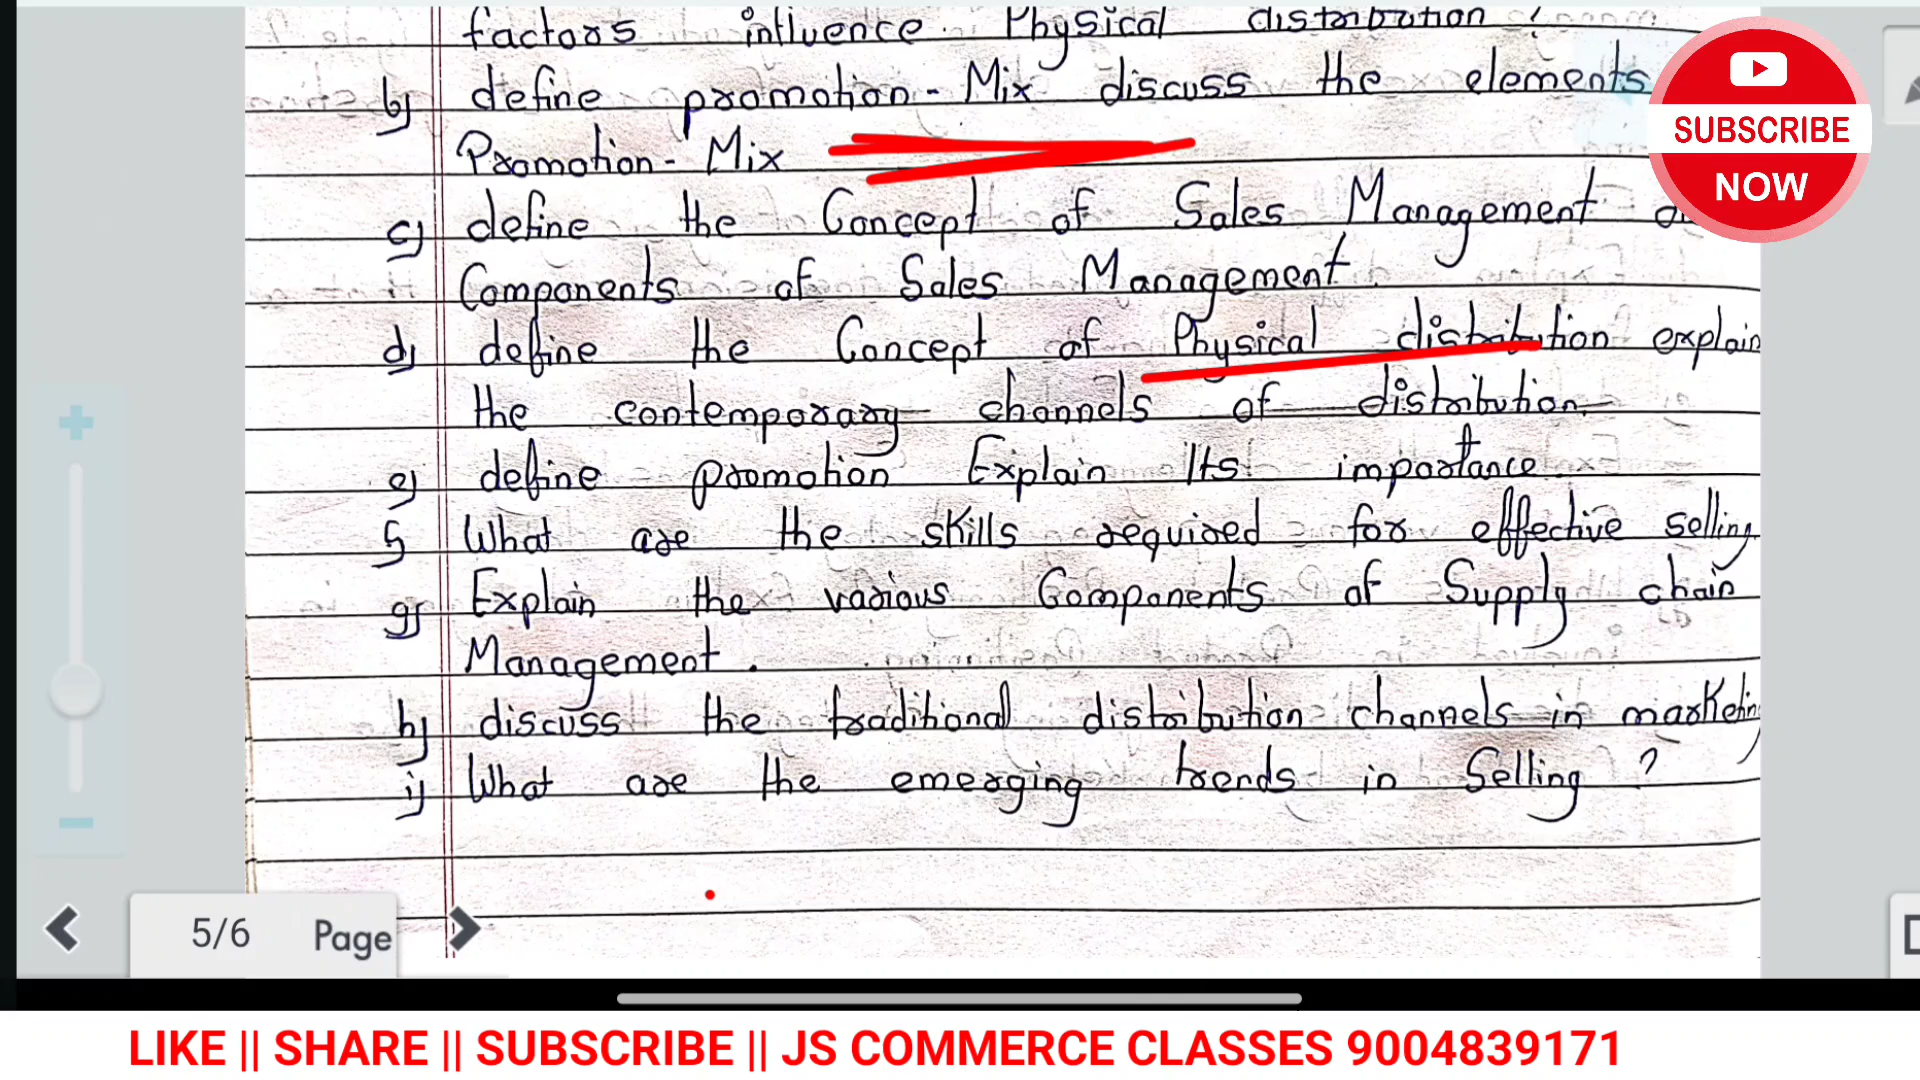 factors influence Physical distribution?
b) define promotion - Mix discuss the elements
Promotion - Mix
c) define the Concept of Sales Management
Components of Sales Management.
d) define the Concept of Physical distribution explain
the contemporary channels of distribution.
e) define promotion Explain Its importance.
f) What are the skills required for effective selling.
g) Explain the various Components of Supply chain
Management.
h) discuss the traditional distribution channels in marketing
i) What are the emerging trends in Selling?
SUBSCRIBE
NOW
5/6 Page
LIKE || SHARE || SUBSCRIBE || JS COMMERCE CLASSES 9004839171